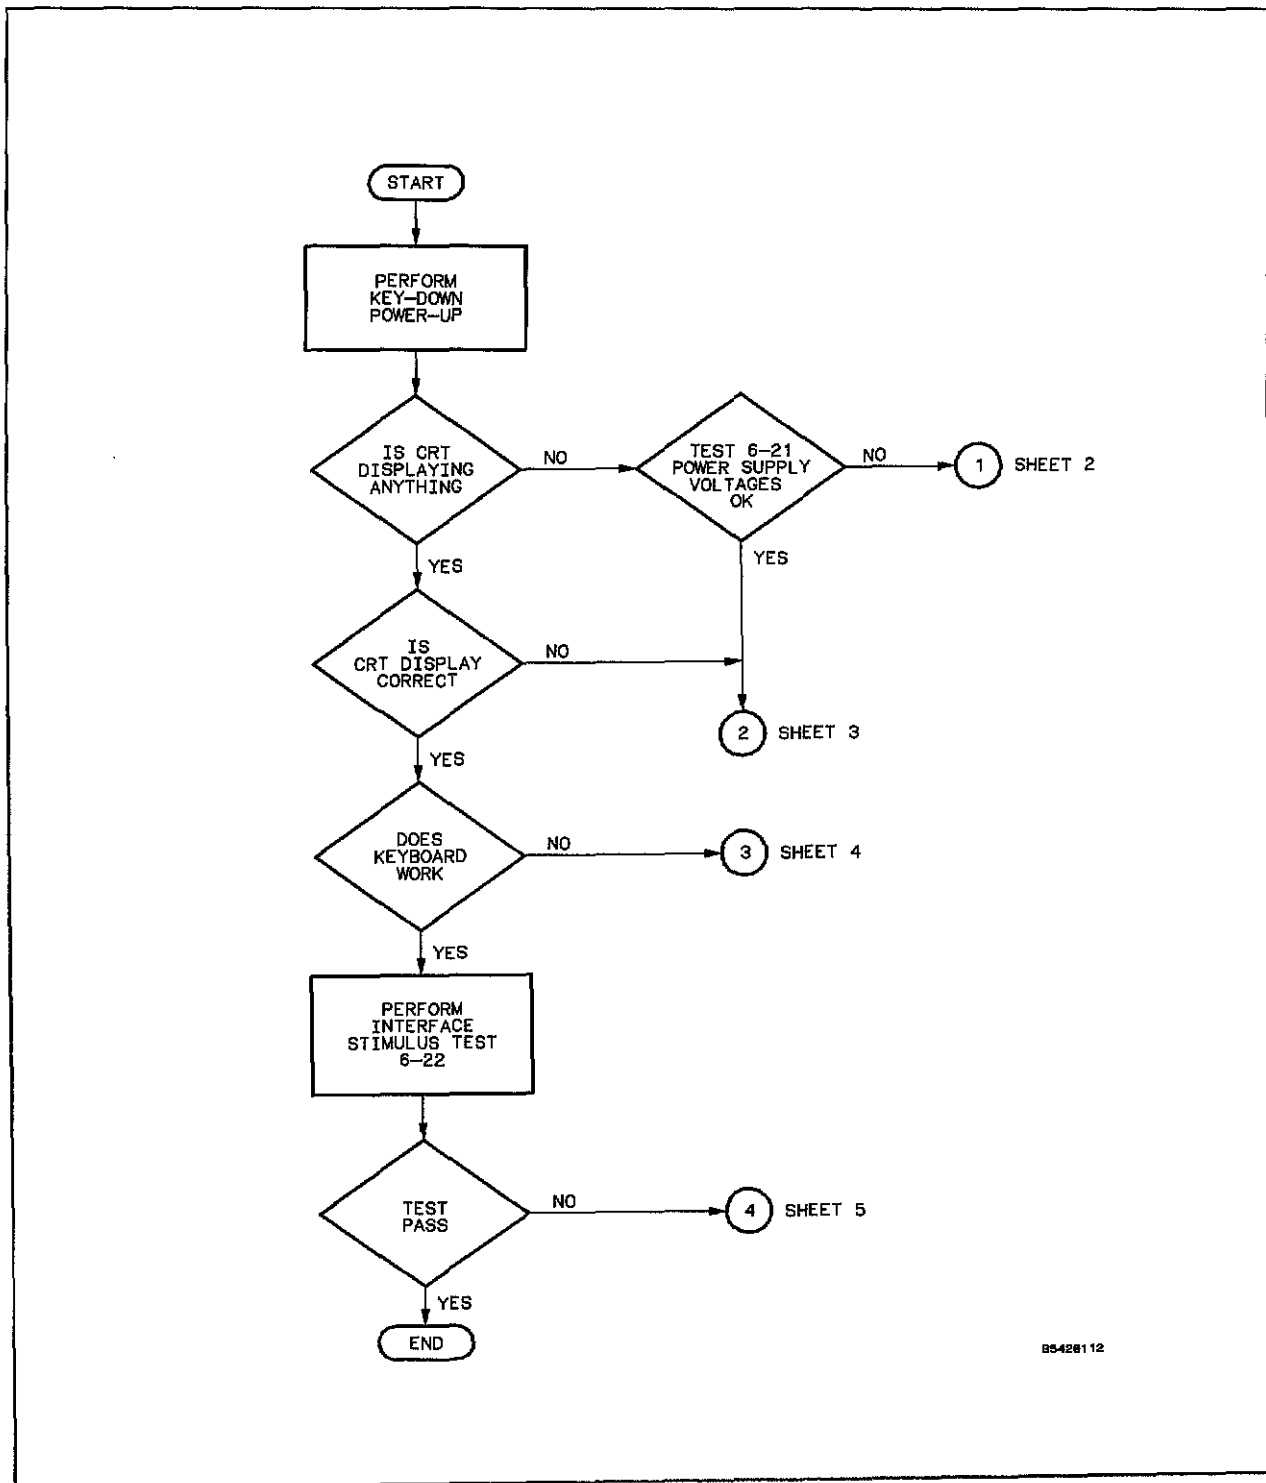 START
PERFORM
KEY-DOWN
POWER-UP
IS CRT
DISPLAYING
ANYTHING
NO
TEST 6-21
POWER SUPPLY
VOLTAGES
OK
NO
1 SHEET 2
YES
YES
IS
CRT DISPLAY
CORRECT
NO
2 SHEET 3
YES
DOES
KEYBOARD
WORK
NO
3 SHEET 4
YES
PERFORM
INTERFACE
STIMULUS TEST
6-22
TEST
PASS
NO
4 SHEET 5
YES
END